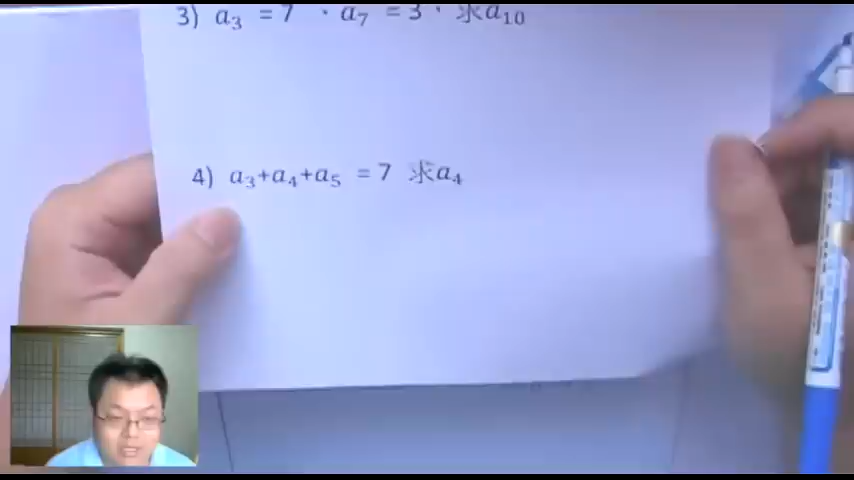 3) a₃ = 7 , a₇ = 3 , 求a₁₀
4) a₃+a₄+a₅ = 7 求a₄